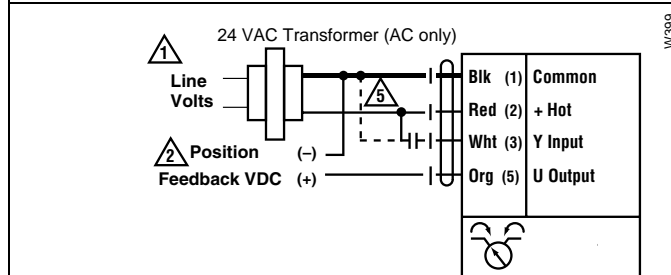 W399
24 VAC Transformer (AC only)
1
Line
Volts
5
2 Position (–)
Feedback VDC (+)
Blk (1) Common
Red (2) + Hot
Wht (3) Y Input
Org (5) U Output